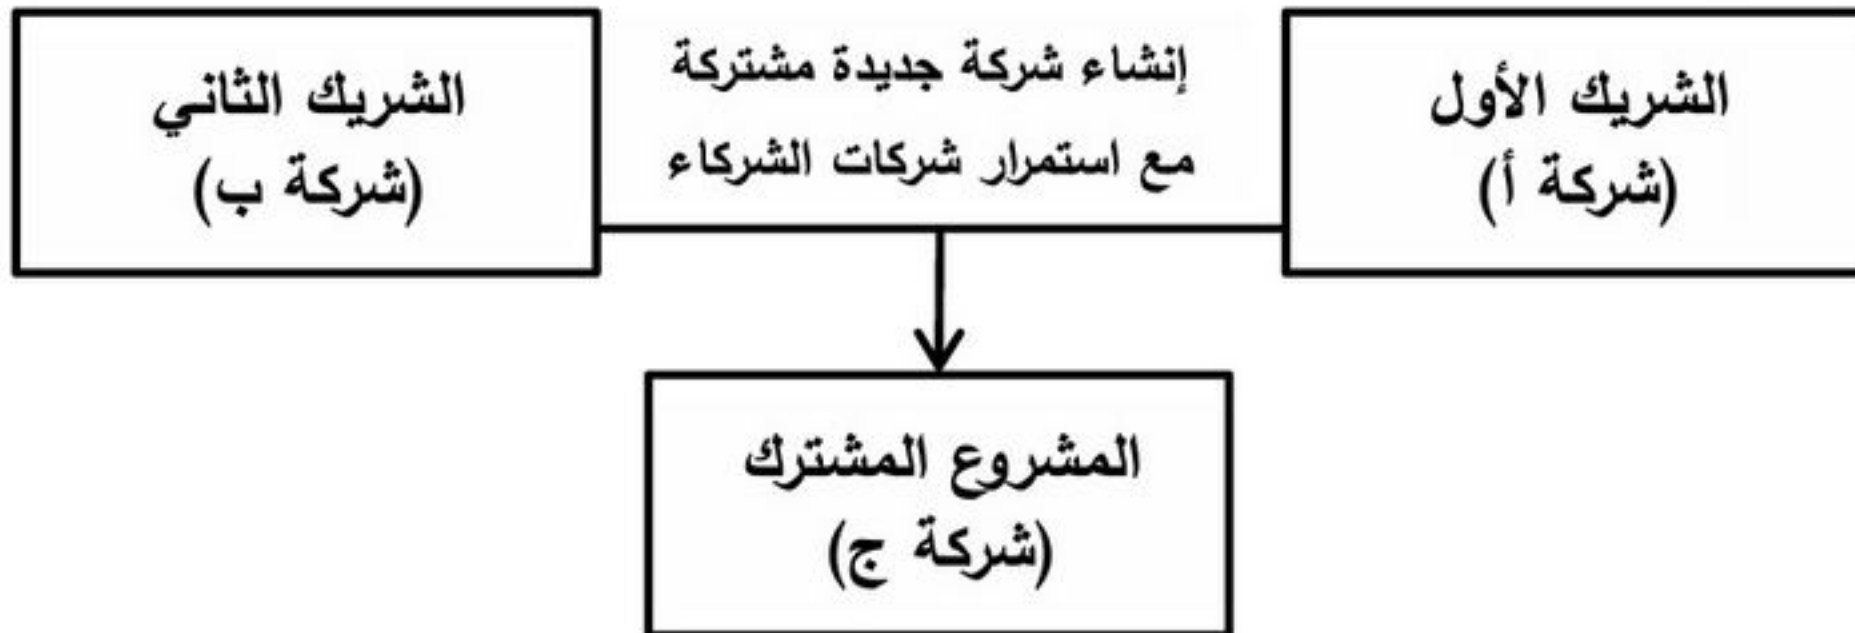 الشريك الأول
(شركة أ)
إنشاء شركة جديدة مشتركة
مع استمرار شركات الشركاء
الشريك الثاني
(شركة ب)
المشروع المشترك
(شركة ج)